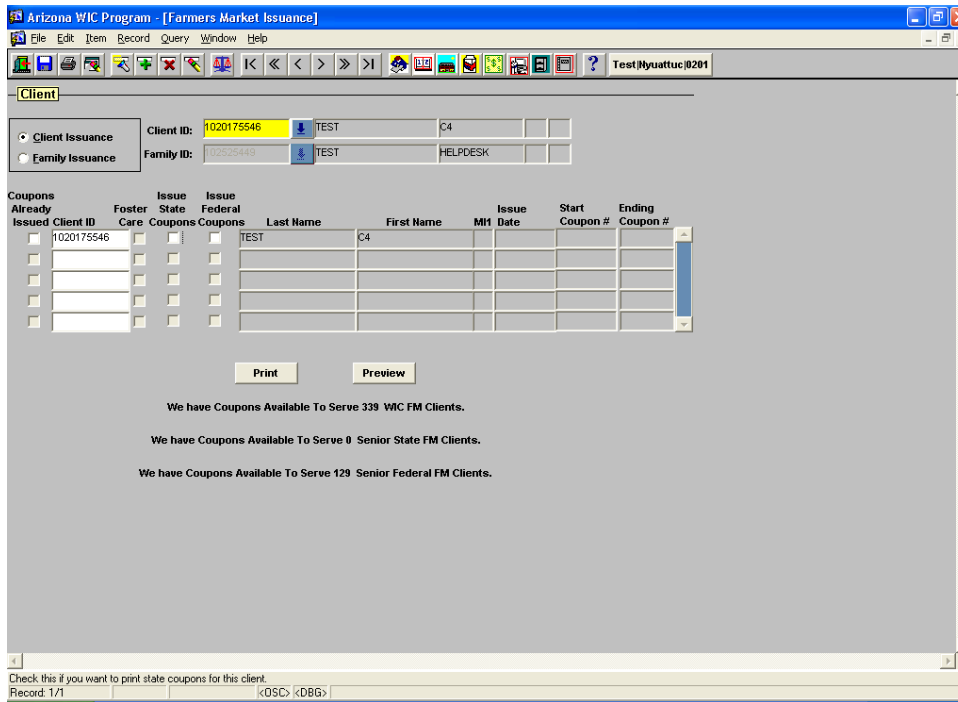 Arizona WIC Program - [Farmers Market Issuance]
File Edit Item Record Query Window Help
Test|Nyuattuc|0201
Client
Client Issuance
Family Issuance
Client ID: 1020175546 TEST C4
Family ID: 102525449 TEST HELPDESK
Coupons Already Issued Client ID Foster Care Issue State Coupons Issue Federal Coupons Last Name First Name MI1 Issue Date Start Coupon # Ending Coupon #
1020175546 TEST C4
Print Preview
We have Coupons Available To Serve 339 WIC FM Clients.
We have Coupons Available To Serve 0 Senior State FM Clients.
We have Coupons Available To Serve 129 Senior Federal FM Clients.
Check this if you want to print state coupons for this client.
Record: 1/1 <OSC> <DBG>